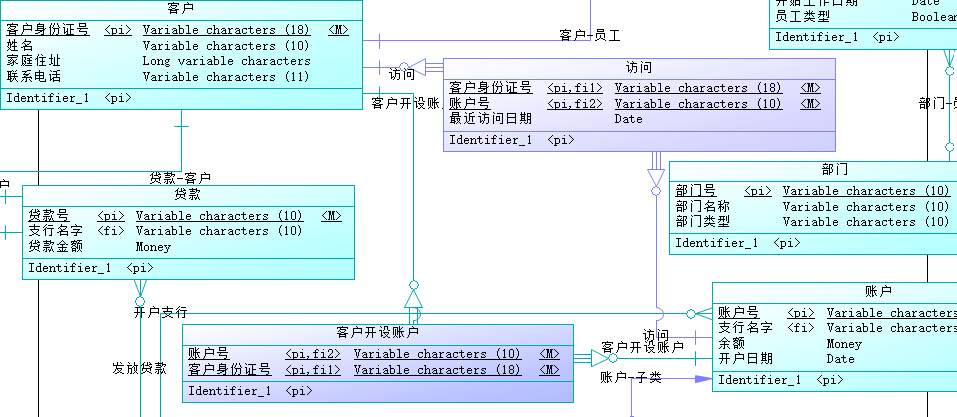 客户
客户身份证号 <pi> Variable characters (18) <M>
姓名 Variable characters (10)
家庭住址 Long variable characters
联系电话 Variable characters (11)
Identifier_1 <pi>
客户-员工
员工类型 Boolean
Identifier_1 <pi>
访问
客户开设账
访问
客户身份证号 <pi,fi1> Variable characters (18) <M>
账户号 <pi,fi2> Variable characters (10) <M>
最近访问日期 Date
Identifier_1 <pi>
部门-员
部门
部门号 <pi> Variable characters (10)
部门名称 Variable characters (10)
部门类型 Variable characters (10)
Identifier_1 <pi>
户
贷款-客户
贷款
贷款号 <pi> Variable characters (10) <M>
支行名字 <fi> Variable characters (10)
贷款金额 Money
Identifier_1 <pi>
开户支行
发放贷款
客户开设账户
账户号 <pi,fi2> Variable characters (10) <M>
客户身份证号 <pi,fi1> Variable characters (18) <M>
Identifier_1 <pi>
访问
客户开设账户
账户-子类
账户
账户号 <pi> Variable characters
支行名字 <fi> Variable characters
余额 Money
开户日期 Date
Identifier_1 <pi>